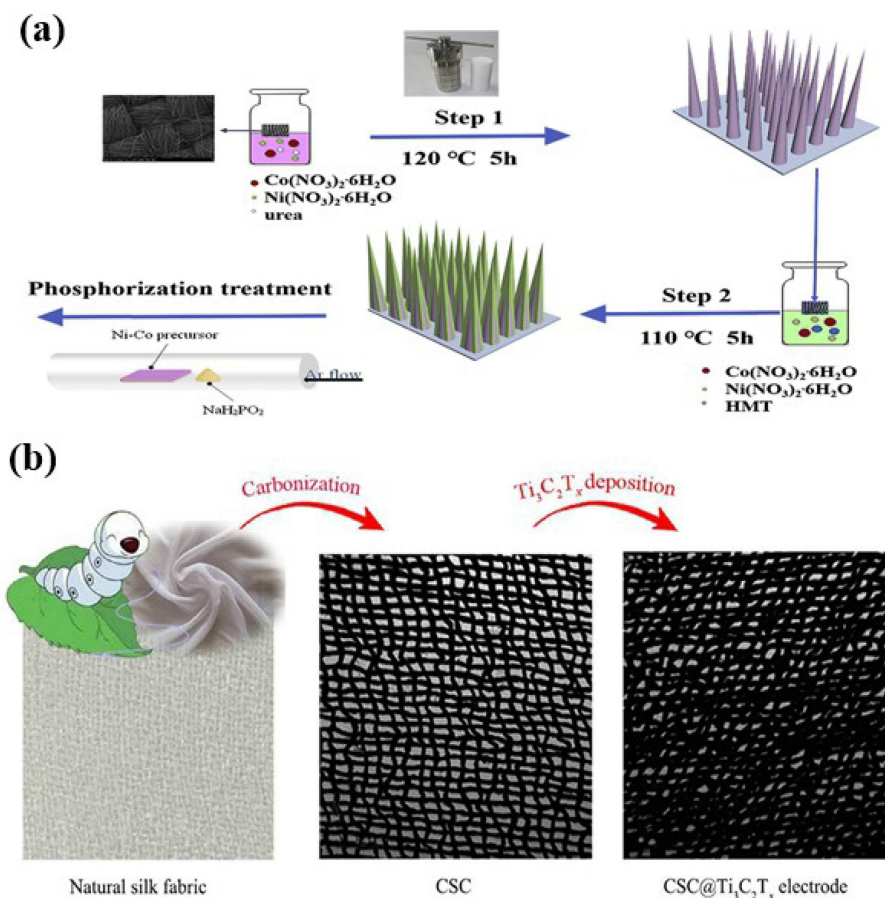 (a)
Step 1
120 °C 5h
Co(NO₃)₂·6H₂O
Ni(NO₃)₂·6H₂O
urea
Phosphorization treatment
Step 2
110 °C 5h
Ni-Co precursor
Ar flow
NaH₂PO₂
Co(NO₃)₂·6H₂O
Ni(NO₃)₂·6H₂O
HMT
(b)
Carbonization
Ti₃C₂Tₓ deposition
Natural silk fabric
CSC
CSC@Ti₃C₂Tₓ electrode